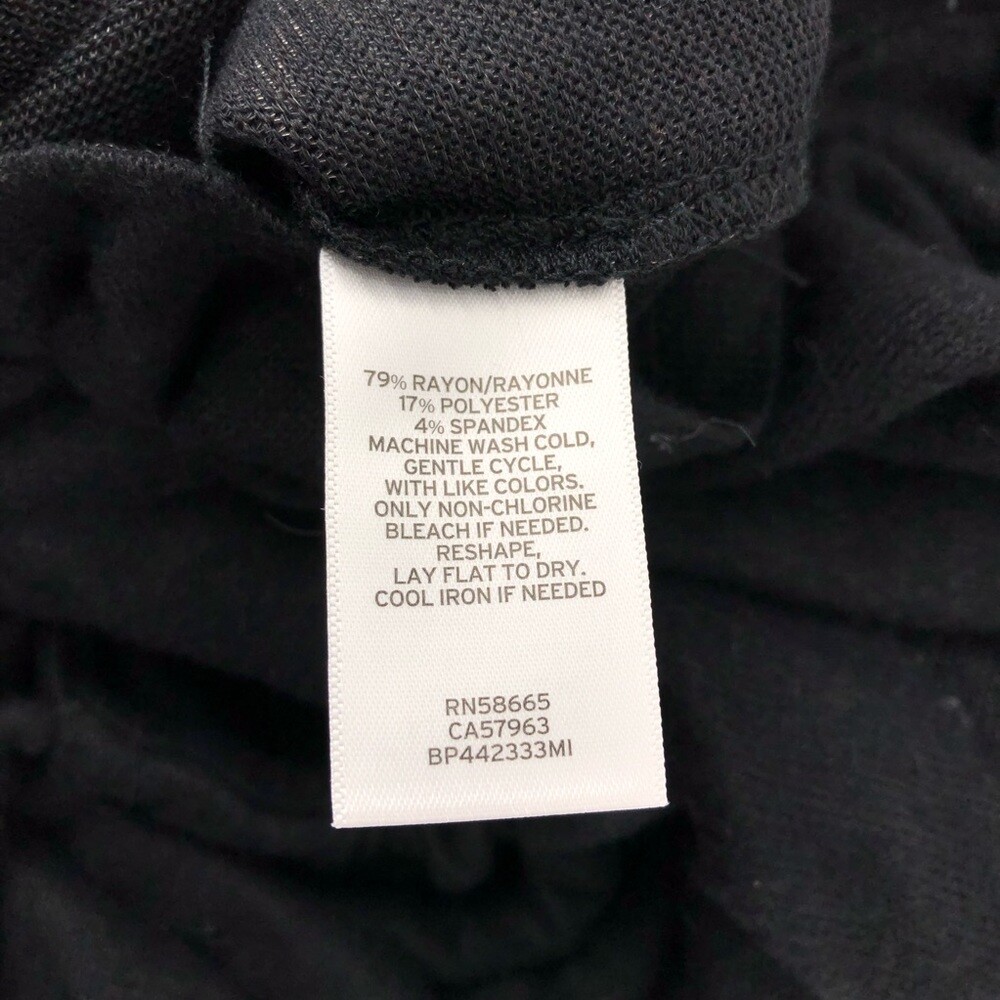 79% RAYON/RAYONNE
17% POLYESTER
4% SPANDEX
MACHINE WASH COLD,
GENTLE CYCLE,
WITH LIKE COLORS.
ONLY NON-CHLORINE
BLEACH IF NEEDED.
RESHAPE,
LAY FLAT TO DRY.
COOL IRON IF NEEDED
RN58665
CA57963
BP442333MI